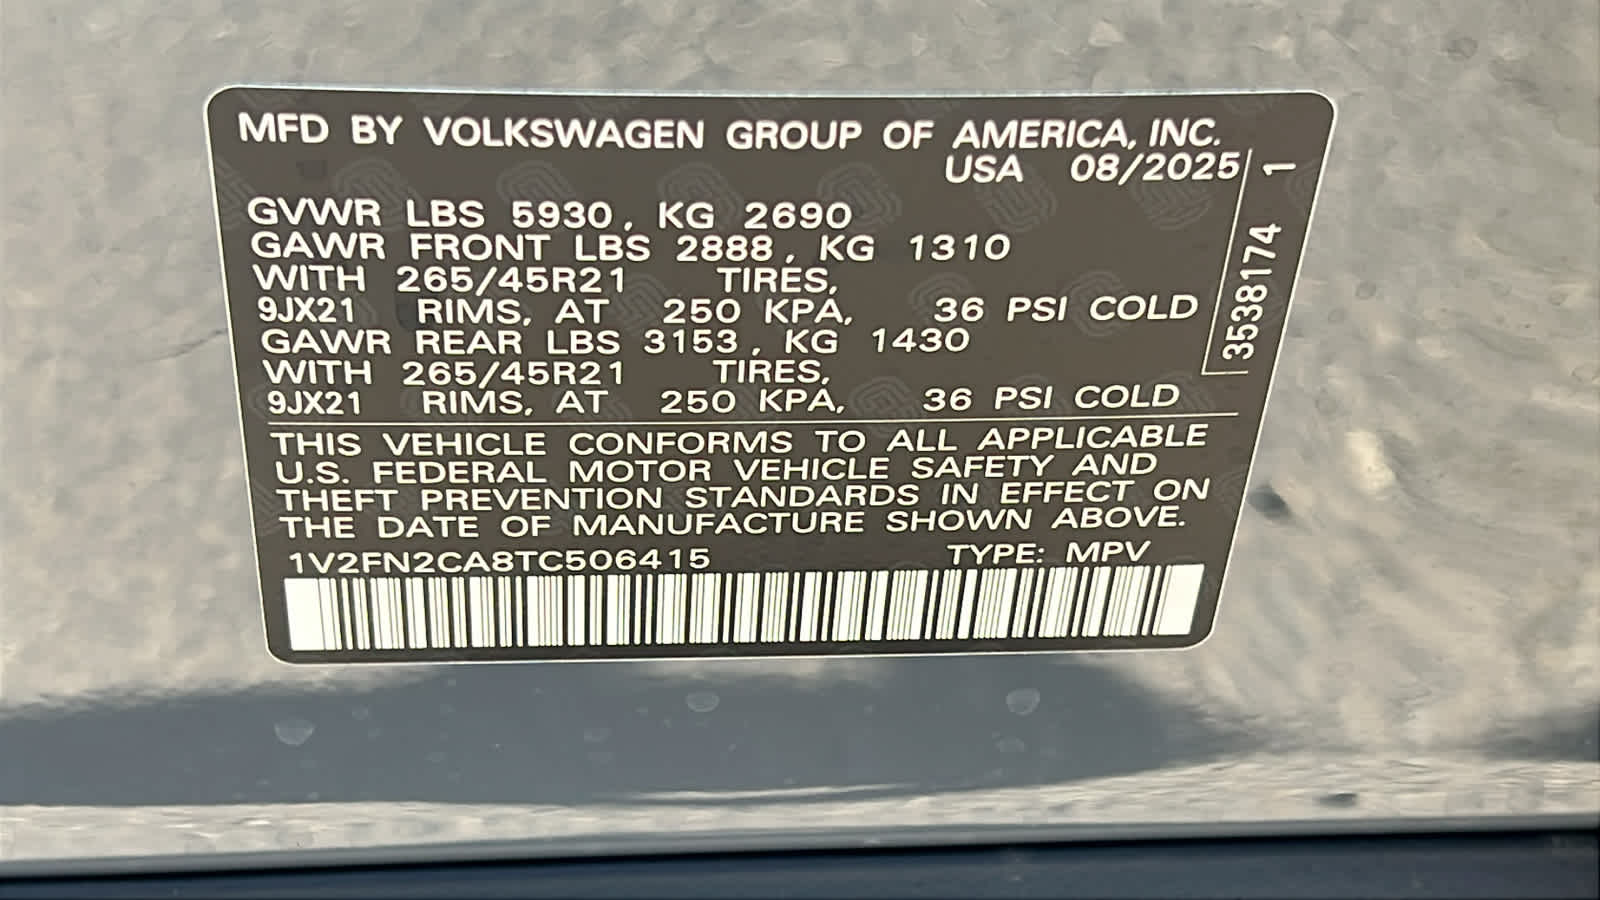 MFD BY VOLKSWAGEN GROUP OF AMERICA, INC.
USA 08/2025
GVWR LBS 5930, KG 2690
GAWR FRONT LBS 2888, KG 1310
WITH 265/45R21 TIRES,
9JX21 RIMS, AT 250 KPA, 36 PSI COLD
GAWR REAR LBS 3153, KG 1430
WITH 265/45R21 TIRES,
9JX21 RIMS, AT 250 KPA, 36 PSI COLD
3538174 1
THIS VEHICLE CONFORMS TO ALL APPLICABLE
U.S. FEDERAL MOTOR VEHICLE SAFETY AND
THEFT PREVENTION STANDARDS IN EFFECT ON
THE DATE OF MANUFACTURE SHOWN ABOVE.
1V2FN2CA8TC506415 TYPE: MPV